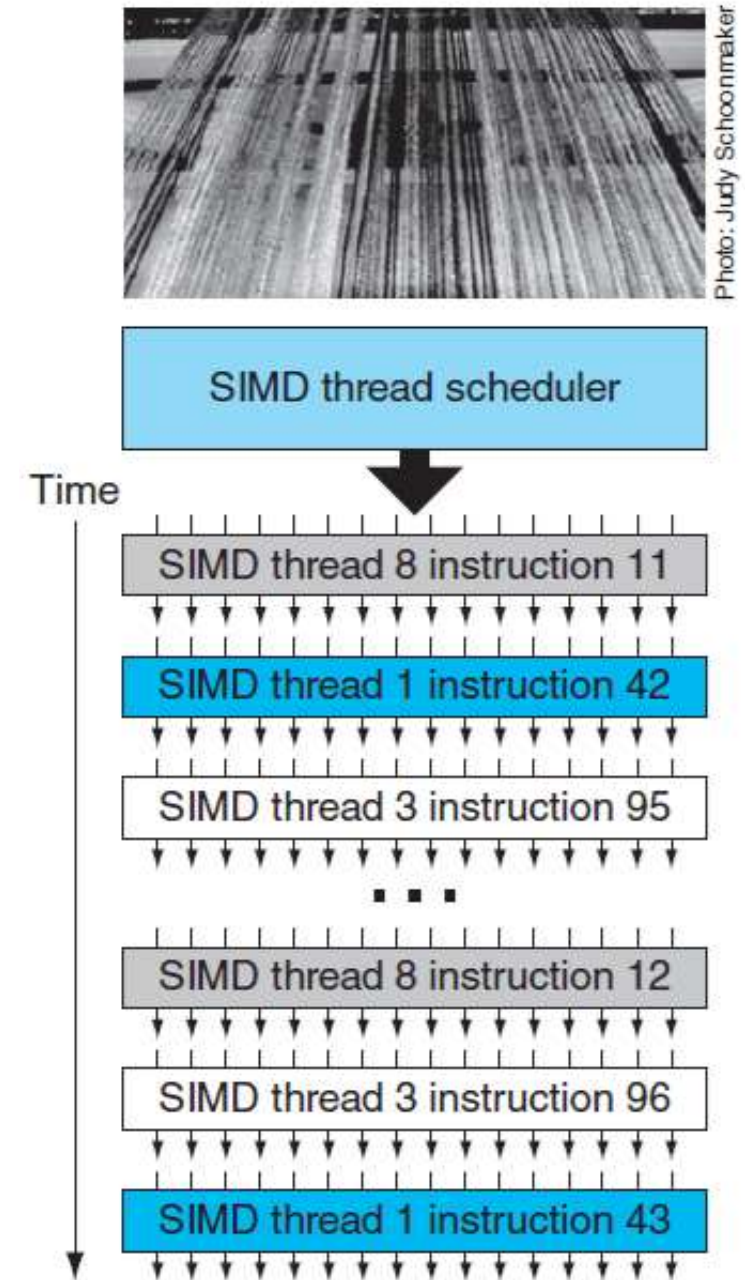 Photo: Judy Schoonmaker
SIMD thread scheduler
Time
SIMD thread 8 instruction 11
SIMD thread 1 instruction 42
SIMD thread 3 instruction 95
. . .
SIMD thread 8 instruction 12
SIMD thread 3 instruction 96
SIMD thread 1 instruction 43